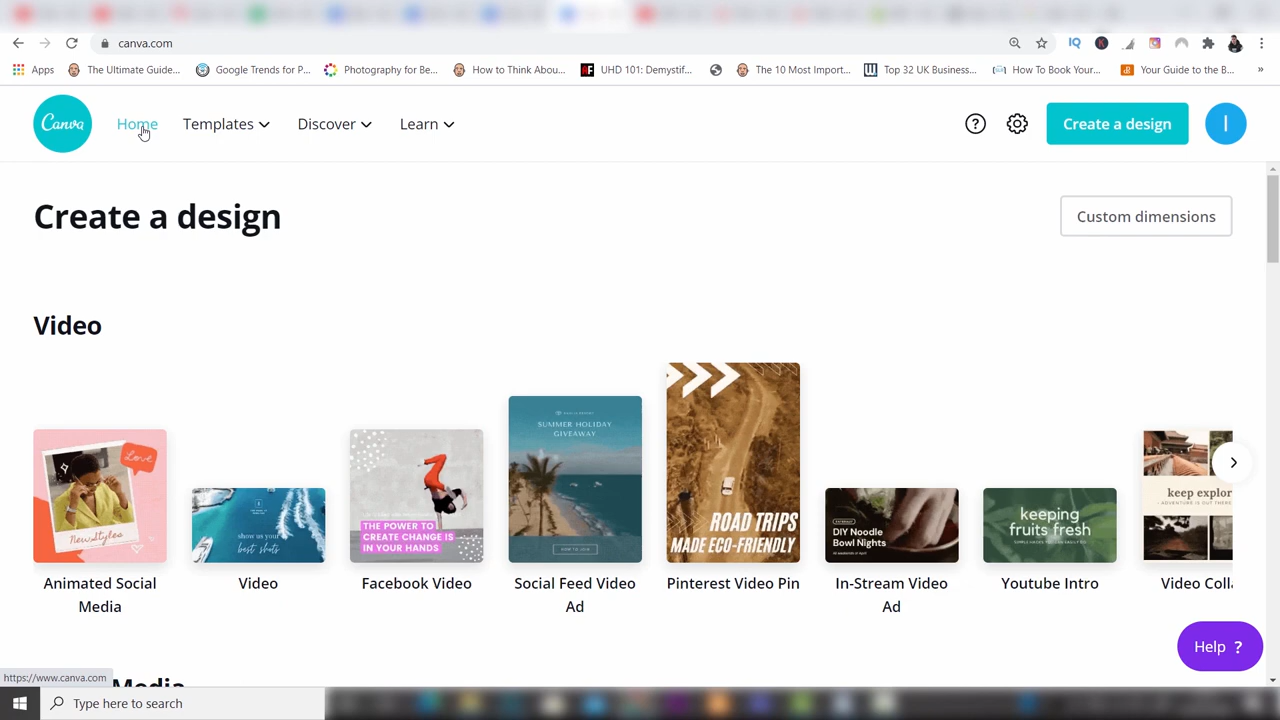 canva.com
Apps
The Ultimate Guide...
Google Trends for P...
Photography for Be...
How to Think Abou...
UHD 101: Demystif...
The 10 Most Import...
Top 32 UK Business...
How To Book Your...
Your Guide to the B...
»
Canva
Home
Templates
Discover
Learn
Create a design
I
Create a design
Custom dimensions
Video
Love
New Styles
show us your
best shots
THE POWER TO
CREATE CHANGE IS
IN YOUR HANDS
SUMMER HOLIDAY
GIVEAWAY
ROAD TRIPS
MADE ECO-FRIENDLY
DIY Noodle
Bowl Nights
keeping
fruits fresh
keep explor
Animated Social
Media
Video
Facebook Video
Social Feed Video
Ad
Pinterest Video Pin
In-Stream Video
Ad
Youtube Intro
Video Colla
Help ?
https://www.canva.com
Media
Type here to search